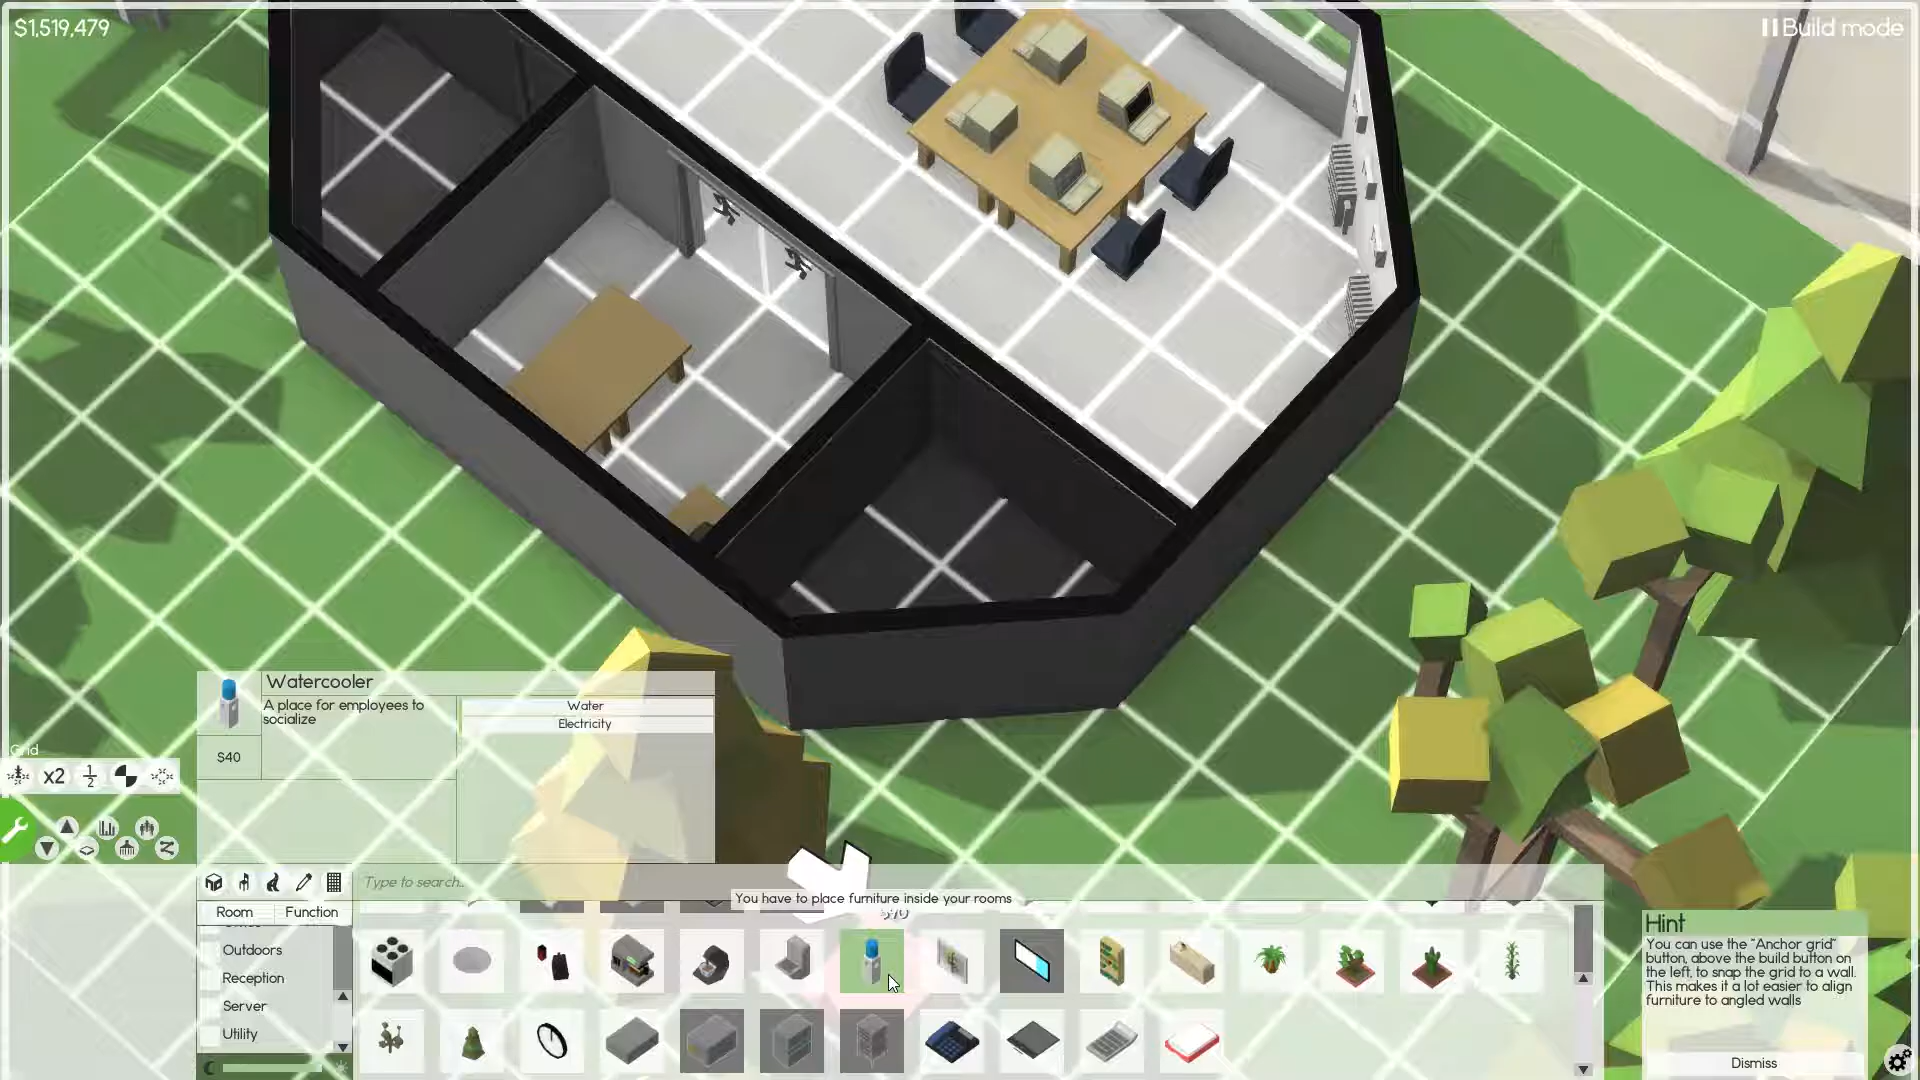 $1,519,479
Build mode
Watercooler
A place for employees to
socialize
Water
Electricity
$40
Grid
x2
1/2
Type to search..
You have to place furniture inside your rooms
Room
Function
Outdoors
Reception
Server
Utility
Hint
You can use the "Anchor grid"
button, above the build button on
the left, to snap the grid to a wall.
This makes it a lot easier to align
furniture to angled walls
Dismiss